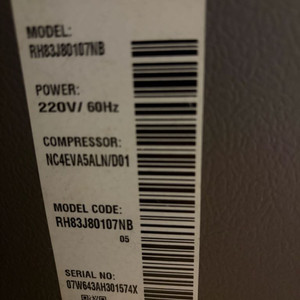 MODEL:
RH83J80107NB
POWER:
220V/ 60Hz
COMPRESSOR:
NC4EVA5ALN/D01
MODEL CODE:
RH83J80107NB
05
SERIAL NO:
07W643AH301574X